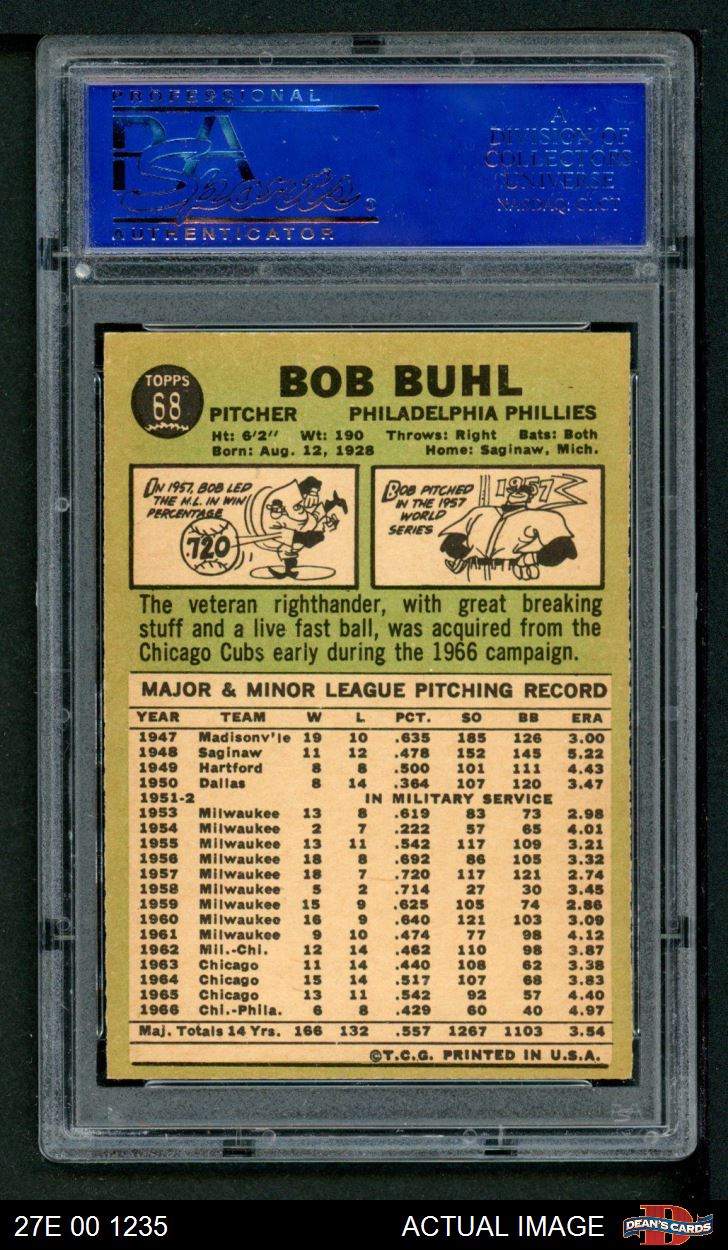 PROFESSIONAL
PSA
Sports
AUTHENTICATOR
A
DIVISION OF
COLLECTORS
UNIVERSE
NASDAQ: CLCT
TOPPS
68
BOB BUHL
PITCHER PHILADELPHIA PHILLIES
Ht: 6'2" Wt: 190 Throws: Right Bats: Both
Born: Aug. 12, 1928 Home: Saginaw, Mich.
IN 1957, BOB LED
THE N.L. IN WIN
PERCENTAGE
.720
BOB PITCHED
IN THE 1957
WORLD
SERIES
1957
The veteran righthander, with great breaking
stuff and a live fast ball, was acquired from the
Chicago Cubs early during the 1966 campaign.
MAJOR & MINOR LEAGUE PITCHING RECORD
YEAR TEAM W L PCT. SO BB ERA
1947 Madisonv'le 19 10 .635 185 126 3.00
1948 Saginaw 11 12 .478 152 145 5.22
1949 Hartford 8 8 .500 101 111 4.43
1950 Dallas 8 14 .364 107 120 3.47
1951-2 IN MILITARY SERVICE
1953 Milwaukee 13 8 .619 83 73 2.98
1954 Milwaukee 2 7 .222 57 65 4.01
1955 Milwaukee 13 11 .542 117 109 3.21
1956 Milwaukee 18 8 .692 86 105 3.32
1957 Milwaukee 18 7 .720 117 121 2.74
1958 Milwaukee 5 2 .714 27 30 3.45
1959 Milwaukee 15 9 .625 105 74 2.86
1960 Milwaukee 16 9 .640 121 103 3.09
1961 Milwaukee 9 10 .474 77 98 4.12
1962 Mil.-Chi. 12 14 .462 110 98 3.87
1963 Chicago 11 14 .440 108 62 3.38
1964 Chicago 15 14 .517 107 68 3.83
1965 Chicago 13 11 .542 92 57 4.40
1966 Chi.-Phila. 6 8 .429 60 40 4.97
Maj. Totals 14 Yrs. 166 132 .557 1267 1103 3.54
©T.C.G. PRINTED IN U.S.A.
27E 00 1235 ACTUAL IMAGE
DEAN'S CARDS